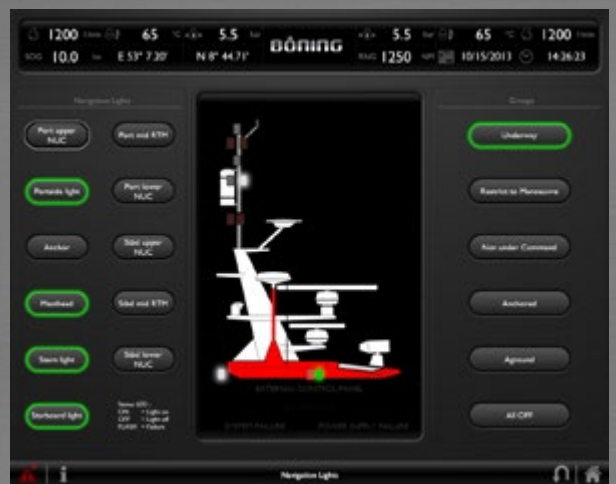 1200 65 °C 5.5 bar BÖNING 5.5 bar 65 °C 1200
SOG 10.0 E 53° 7.20' N 8° 44.71' RNG 1250 10/15/2013 14:26:23
Navigation Lights
Groups
Port upper NUC
Port mid RTM
Underway
Portside light
Port lower NUC
Restrict to Manoeuvre
Anchor
Stbd upper NUC
Not under Command
Masthead
Stbd mid RTM
Anchored
Stern light
Stbd lower NUC
Aground
Starboard light
ON = Light on
OFF = Light off
FLASH = Failure
All OFF
EXTERNAL CONTROL PANEL
SYSTEM FAILURE POWER SUPPLY FAILURE
Navigation Lights